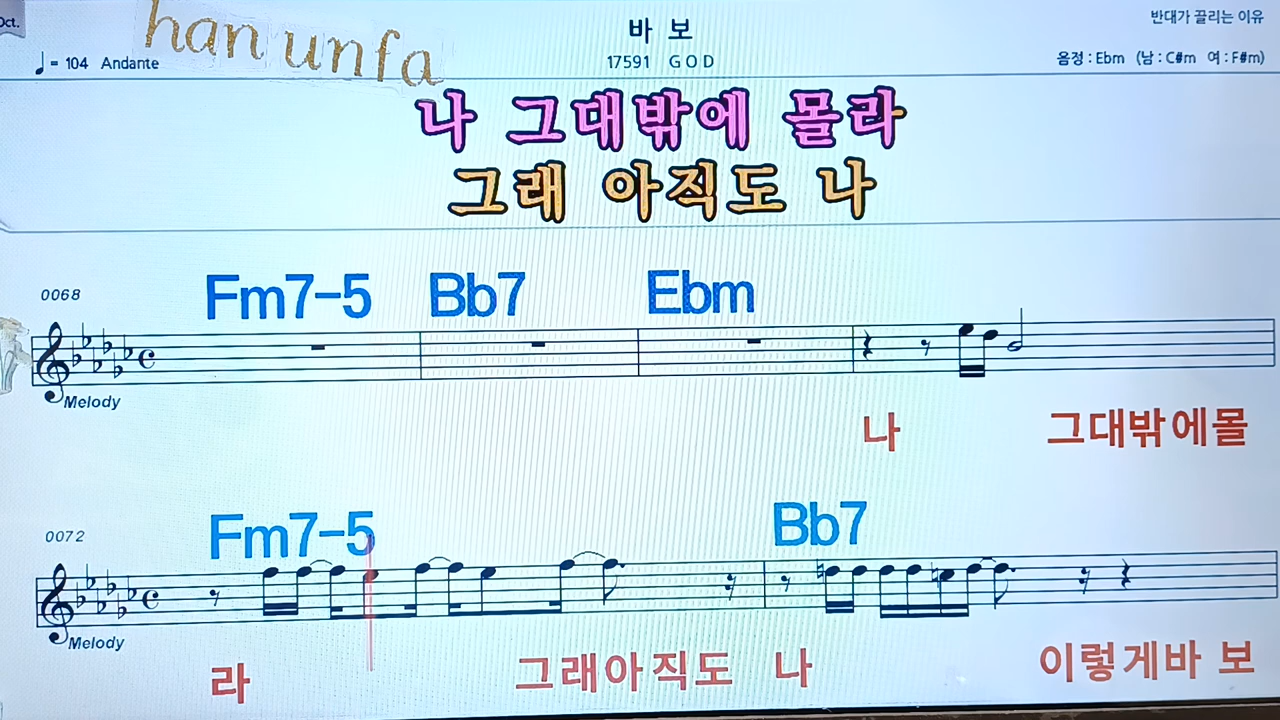 Oct.
han unfa
바 보
반대가 끌리는 이유
♩= 104 Andante
17591 G O D
음정 : Ebm (남 : C#m 여 : F#m)
나 그대밖에 몰라
그래 아직도 나
0068
Fm7-5 Bb7 Ebm
Melody
나 그대밖에몰
0072
Fm7-5 Bb7
Melody
라 그래아직도 나 이렇게바 보